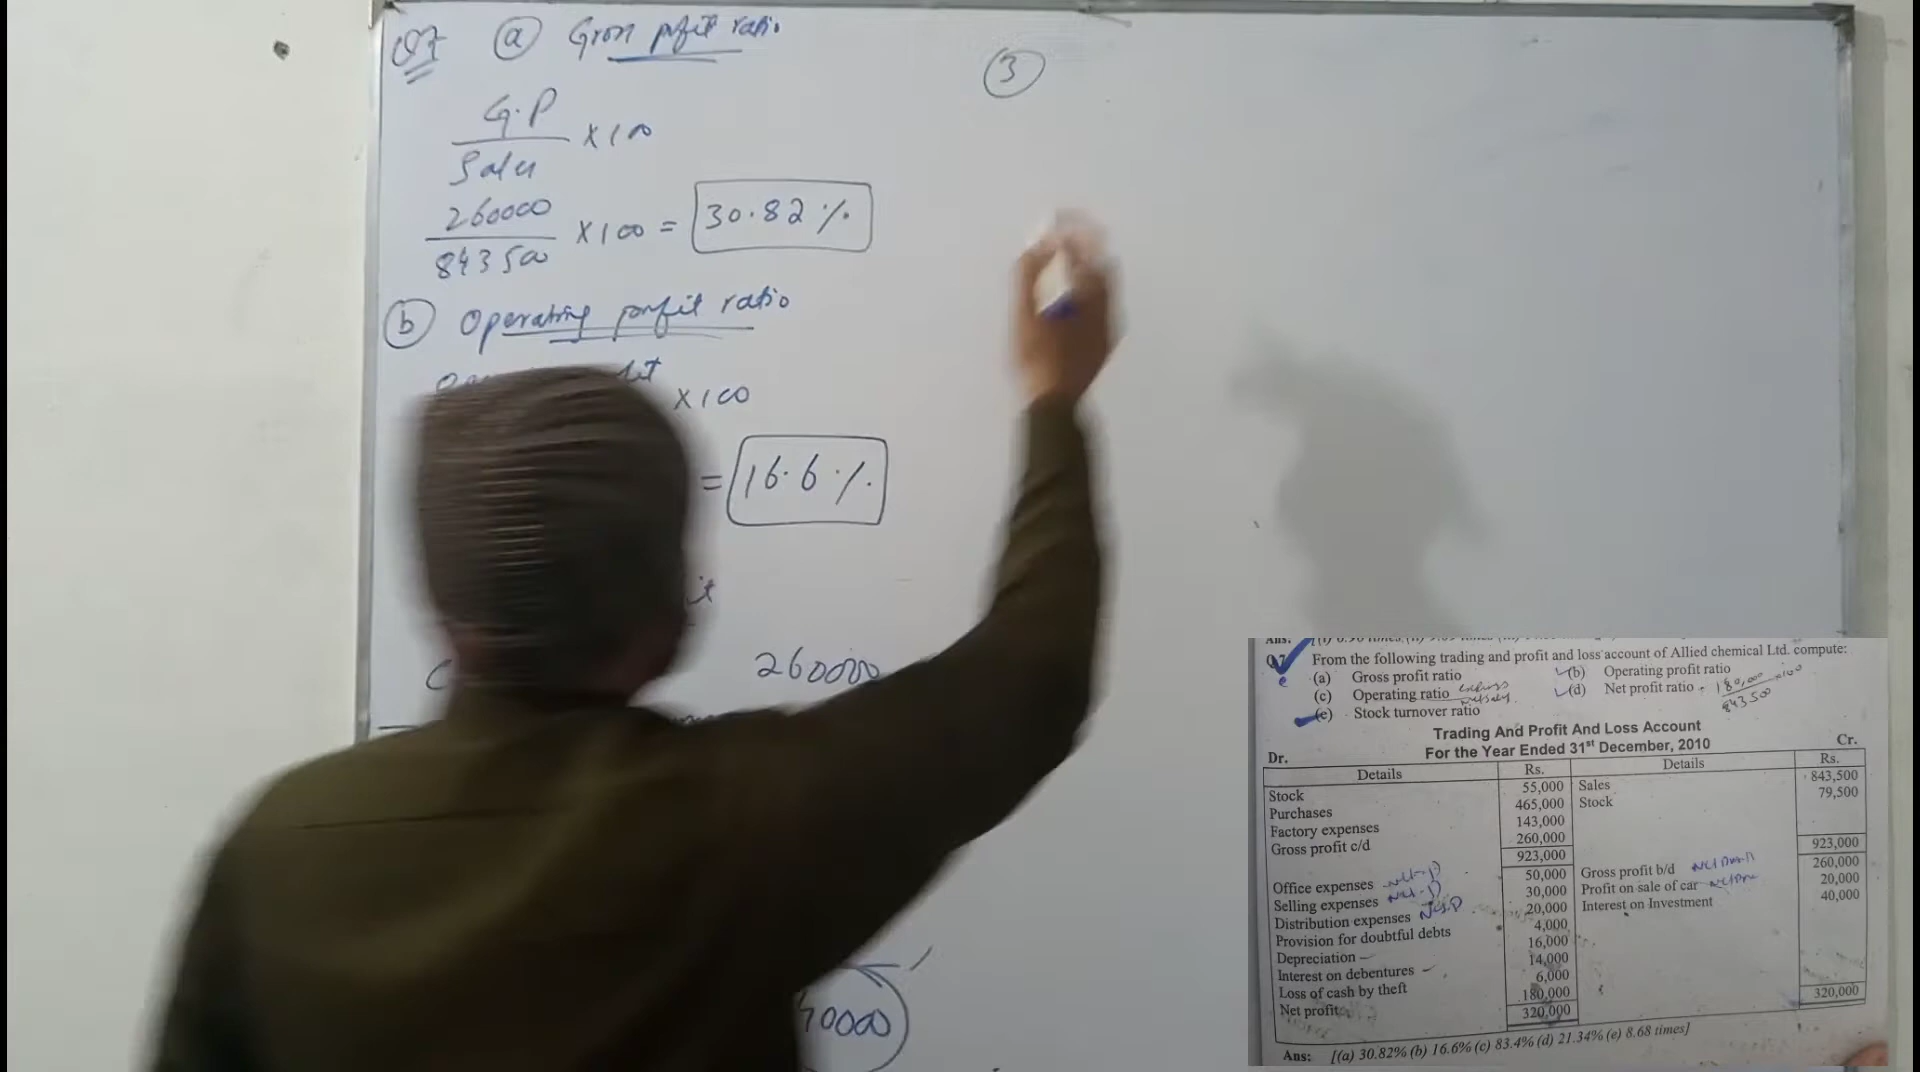 Q7 (a) Gross profit ratio
G.P
Sales
×100
260000
843500
×100 = 30.82%
(b) Operating profit ratio
×100
= 16.6%
260000
40000
3
Q.7 From the following trading and profit and loss account of Allied chemical Ltd. compute:
(a) Gross profit ratio (b) Operating profit ratio
(c) Operating ratio (d) Net profit ratio 180,000 ×100
843500
(e) Stock turnover ratio
Trading And Profit And Loss Account
For the Year Ended 31st December, 2010
Dr. Cr.
Details Rs. Details Rs.
Stock 55,000 Sales 843,500
Purchases 465,000 Stock 79,500
Factory expenses 143,000
Gross profit c/d 260,000
923,000 923,000
Office expenses 50,000 Gross profit b/d 260,000
Selling expenses 30,000 Profit on sale of car 20,000
Distribution expenses 20,000 Interest on Investment 40,000
Provision for doubtful debts 4,000
Depreciation 16,000
Interest on debentures 14,000
Loss of cash by theft 6,000
Net profit 180,000
320,000 320,000
Ans: [(a) 30.82% (b) 16.6% (c) 83.4% (d) 21.34% (e) 8.68 times]